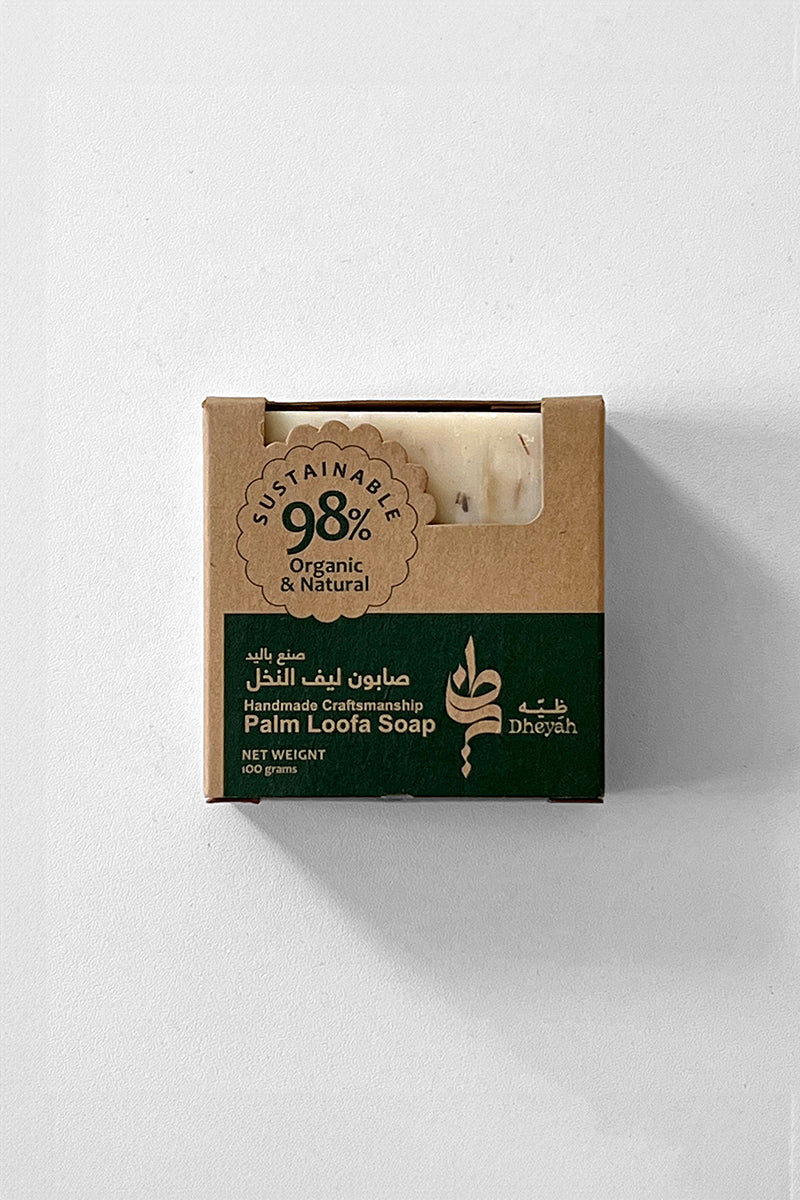 SUSTAINABLE
98%
Organic
& Natural
صنع باليد
صابون ليف النخل
Handmade Craftsmanship
Palm Loofa Soap
NET WEIGNT
100 grams
ظيّه
Dheyah